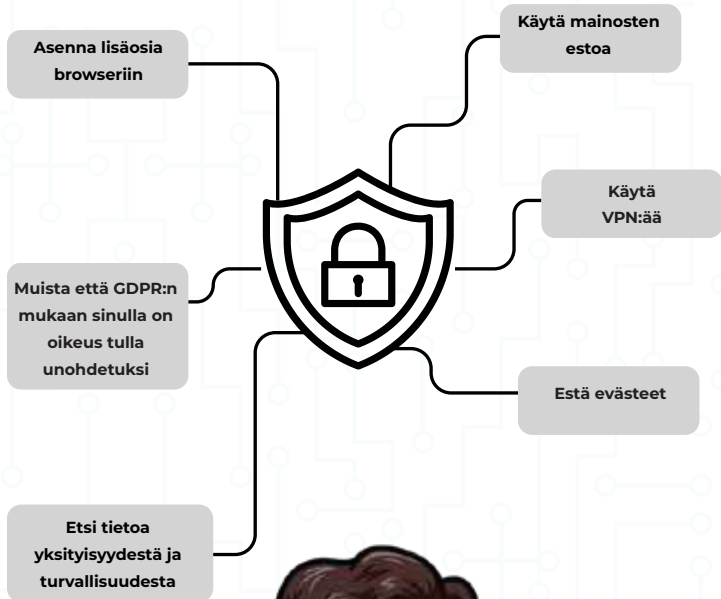 Asenna lisäosia
browseriin
Käytä mainosten
estoa
Käytä
VPN:ää
Muista että GDPR:n
mukaan sinulla on
oikeus tulla
unohdetuksi
Estä evästeet
Etsi tietoa
yksityisyydestä ja
turvallisuudesta